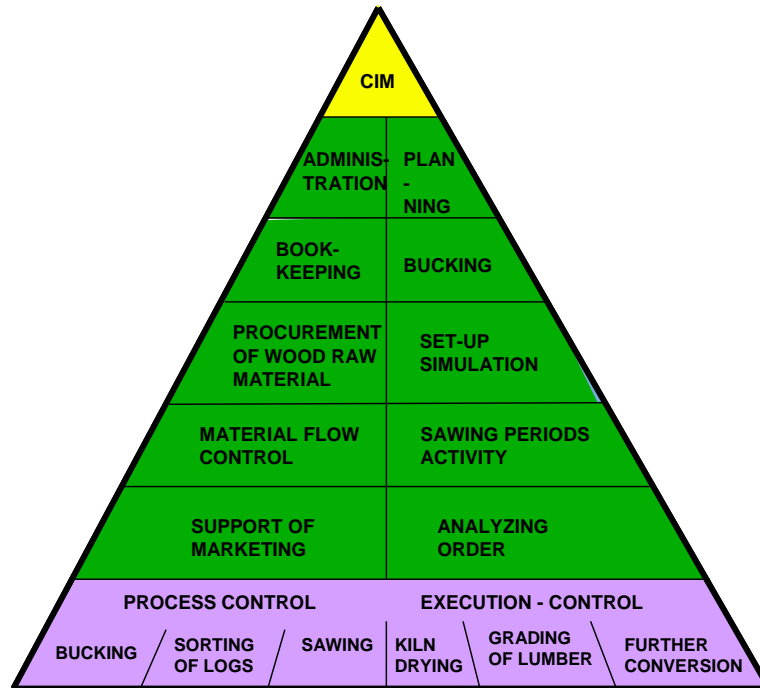 CIM
ADMINIS-
TRATION
PLAN
-
NING
BOOK-
KEEPING
BUCKING
PROCUREMENT
OF WOOD RAW
MATERIAL
SET-UP
SIMULATION
MATERIAL FLOW
CONTROL
SAWING PERIODS
ACTIVITY
SUPPORT OF
MARKETING
ANALYZING
ORDER
PROCESS CONTROL
EXECUTION - CONTROL
BUCKING
SORTING
OF LOGS
SAWING
KILN
DRYING
GRADING
OF LUMBER
FURTHER
CONVERSION